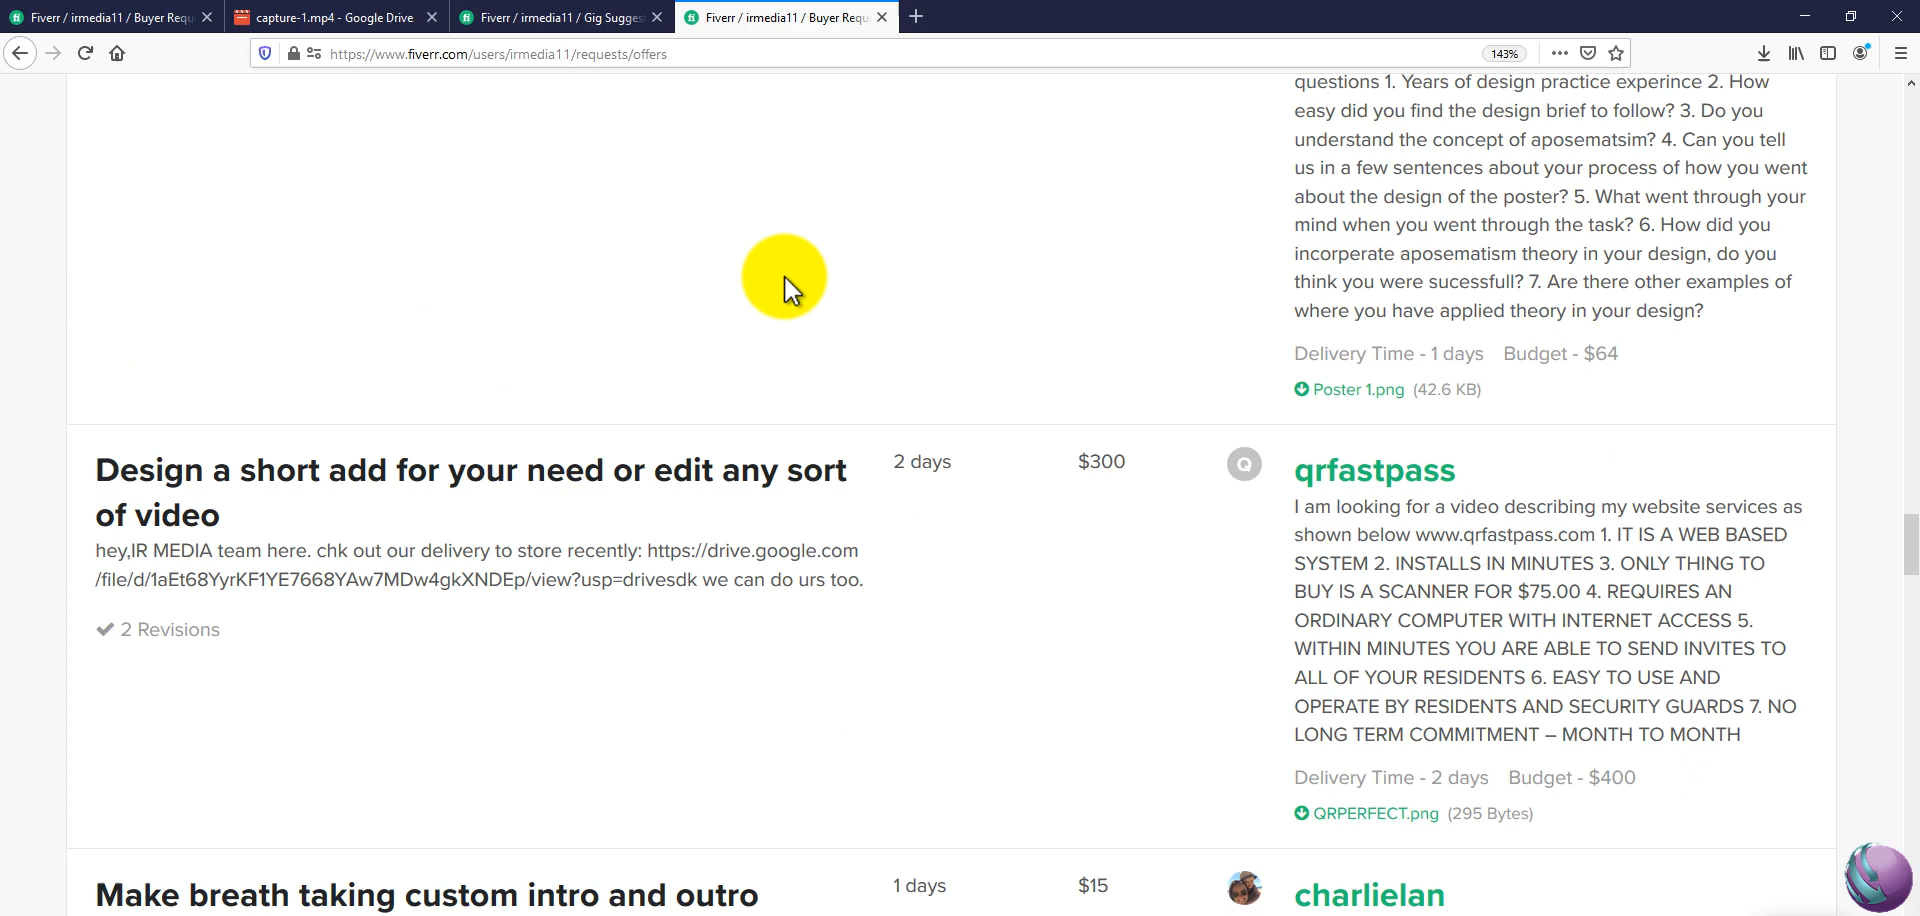 Fiverr / irmedia11 / Buyer Requ
capture-1.mp4 - Google Drive
Fiverr / irmedia11 / Gig Sugges
Fiverr / irmedia11 / Buyer Requ
https://www.fiverr.com/users/irmedia11/requests/offers
143%
questions 1. Years of design practice experince 2. How
easy did you find the design brief to follow? 3. Do you
understand the concept of aposematsim? 4. Can you tell
us in a few sentences about your process of how you went
about the design of the poster? 5. What went through your
mind when you went through the task? 6. How did you
incorperate aposematism theory in your design, do you
think you were sucessfull? 7. Are there other examples of
where you have applied theory in your design?
Delivery Time - 1 days Budget - $64
Poster 1.png (42.6 KB)
Design a short add for your need or edit any sort
of video
hey,IR MEDIA team here. chk out our delivery to store recently: https://drive.google.com
/file/d/1aEt68YyrKF1YE7668YAw7MDw4gkXNDEp/view?usp=drivesdk we can do urs too.
2 Revisions
2 days
$300
Q
qrfastpass
I am looking for a video describing my website services as
shown below www.qrfastpass.com 1. IT IS A WEB BASED
SYSTEM 2. INSTALLS IN MINUTES 3. ONLY THING TO
BUY IS A SCANNER FOR $75.00 4. REQUIRES AN
ORDINARY COMPUTER WITH INTERNET ACCESS 5.
WITHIN MINUTES YOU ARE ABLE TO SEND INVITES TO
ALL OF YOUR RESIDENTS 6. EASY TO USE AND
OPERATE BY RESIDENTS AND SECURITY GUARDS 7. NO
LONG TERM COMMITMENT – MONTH TO MONTH
Delivery Time - 2 days Budget - $400
QRPERFECT.png (295 Bytes)
Make breath taking custom intro and outro
1 days
$15
charlielan